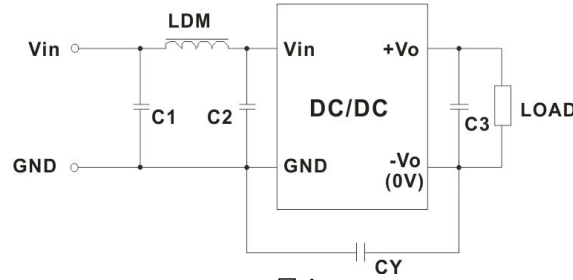 LDM
Vin
Vin
+Vo
C1
C2
DC/DC
C3
LOAD
GND
GND
-Vo
(0V)
CY